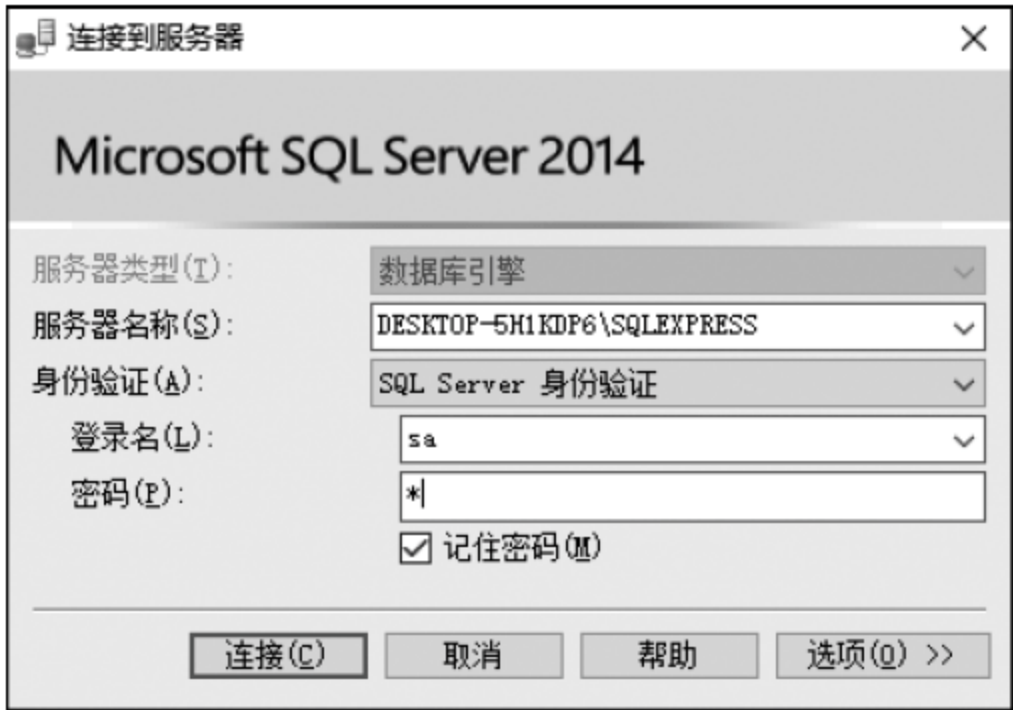 连接到服务器
Microsoft SQL Server 2014
服务器类型(T): 数据库引擎
服务器名称(S): DESKTOP-5H1KDP6\SQLEXPRESS
身份验证(A): SQL Server 身份验证
登录名(L): sa
密码(P): *
记住密码(M)
连接(C) 取消 帮助 选项(O) >>